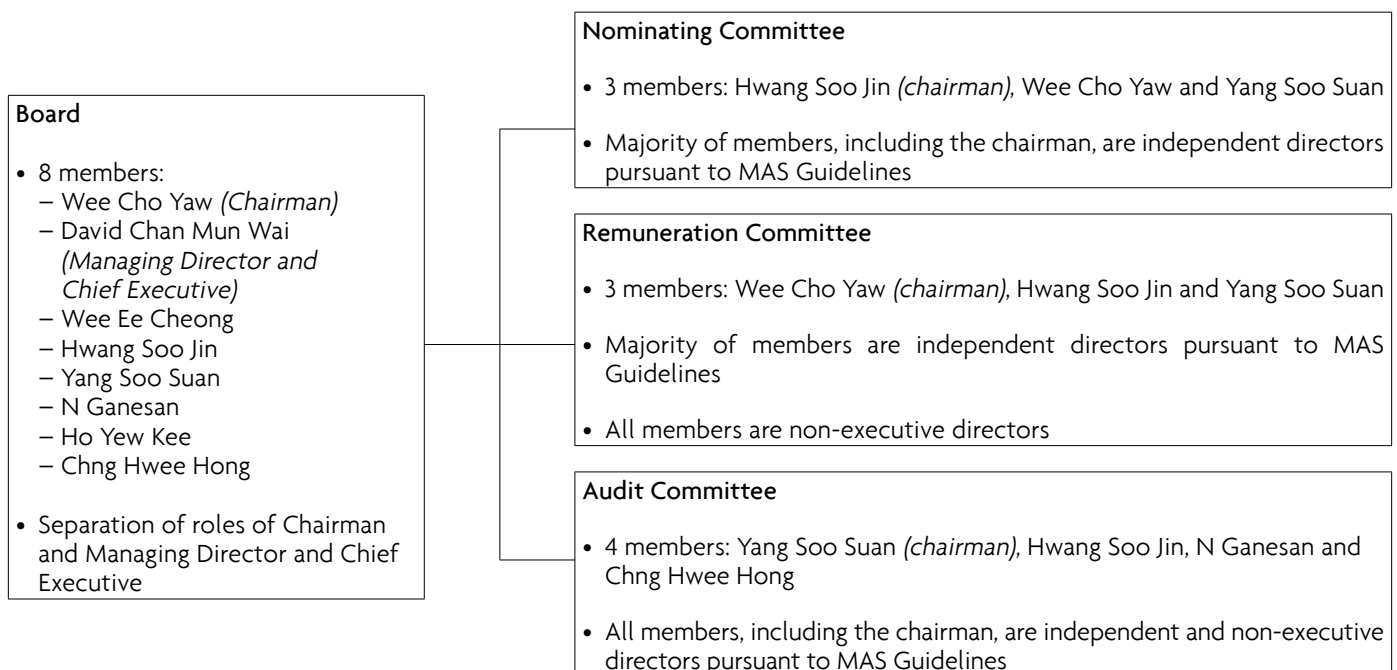 Board
• 8 members:
– Wee Cho Yaw (Chairman)
– David Chan Mun Wai
(Managing Director and
Chief Executive)
– Wee Ee Cheong
– Hwang Soo Jin
– Yang Soo Suan
– N Ganesan
– Ho Yew Kee
– Chng Hwee Hong
• Separation of roles of Chairman
and Managing Director and Chief
Executive
Nominating Committee
• 3 members: Hwang Soo Jin (chairman), Wee Cho Yaw and Yang Soo Suan
• Majority of members, including the chairman, are independent directors
pursuant to MAS Guidelines
Remuneration Committee
• 3 members: Wee Cho Yaw (chairman), Hwang Soo Jin and Yang Soo Suan
• Majority of members are independent directors pursuant to MAS
Guidelines
• All members are non-executive directors
Audit Committee
• 4 members: Yang Soo Suan (chairman), Hwang Soo Jin, N Ganesan and
Chng Hwee Hong
• All members, including the chairman, are independent and non-executive
directors pursuant to MAS Guidelines